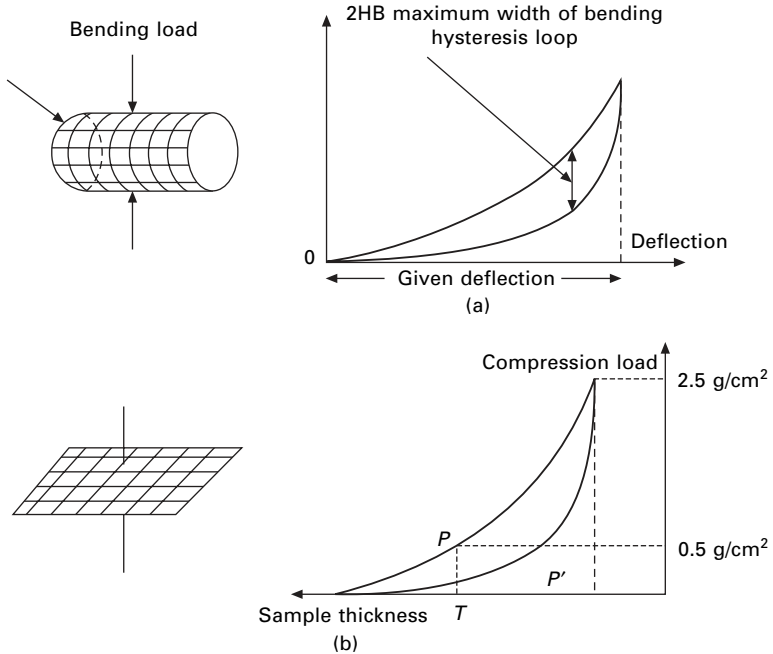 Bending load
2HB maximum width of bending
hysteresis loop
0
Deflection
Given deflection
(a)
Compression load
2.5 g/cm²
P
0.5 g/cm²
P′
Sample thickness
T
(b)